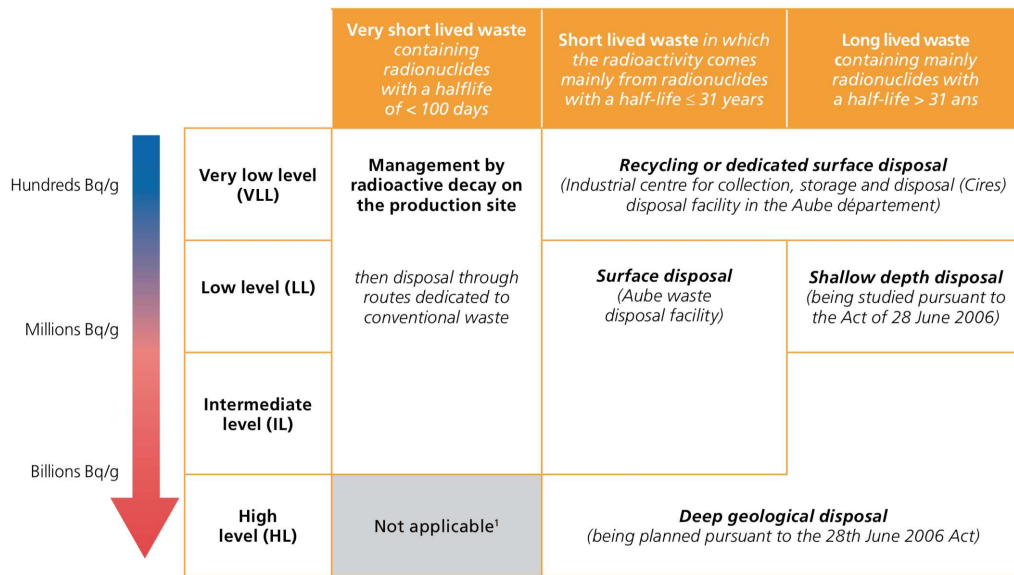 Very short lived waste
containing
radionuclides
with a halflife
of < 100 days
Short lived waste in which
the radioactivity comes
mainly from radionuclides
with a half-life ≤ 31 years
Long lived waste
containing mainly
radionuclides with
a half-life > 31 ans
Hundreds Bq/g
Very low level
(VLL)
Management by
radioactive decay on
the production site
Recycling or dedicated surface disposal
(Industrial centre for collection, storage and disposal (Cires)
disposal facility in the Aube département)
Low level (LL)
then disposal through
routes dedicated to
conventional waste
Surface disposal
(Aube waste
disposal facility)
Shallow depth disposal
(being studied pursuant to
the Act of 28 June 2006)
Millions Bq/g
Intermediate
level (IL)
Billions Bq/g
High
level (HL)
Not applicable¹
Deep geological disposal
(being planned pursuant to the 28th June 2006 Act)